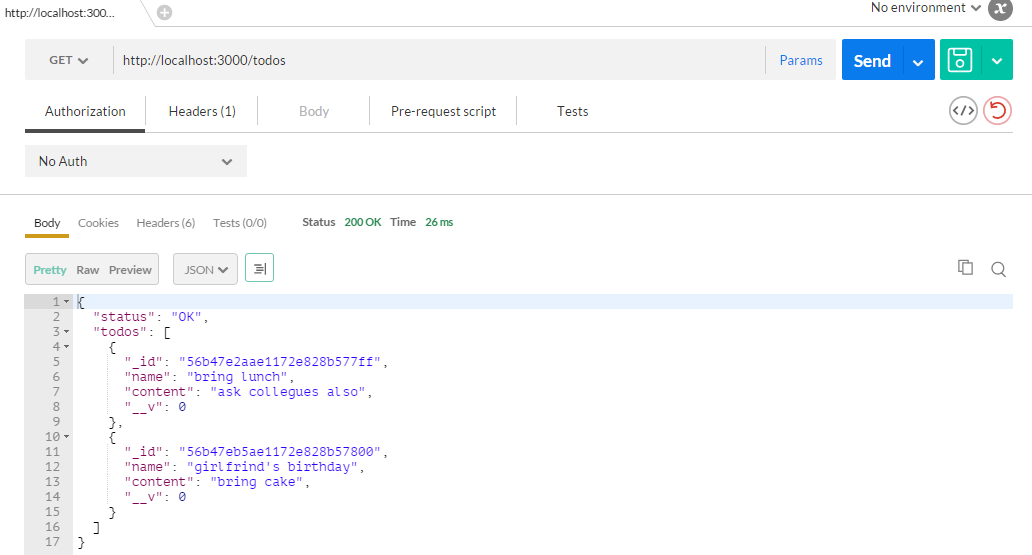 http://localhost:300...
No environment
GET http://localhost:3000/todos Params Send
Authorization Headers (1) Body Pre-request script Tests
No Auth
Body Cookies Headers (6) Tests (0/0) Status 200 OK Time 26 ms
Pretty Raw Preview JSON
1 {
2 "status": "OK",
3 "todos": [
4 {
5 "_id": "56b47e2aae1172e828b577ff",
6 "name": "bring lunch",
7 "content": "ask collegues also",
8 "__v": 0
9 },
10 {
11 "_id": "56b47eb5ae1172e828b57800",
12 "name": "girlfrind's birthday",
13 "content": "bring cake",
14 "__v": 0
15 }
16 ]
17 }